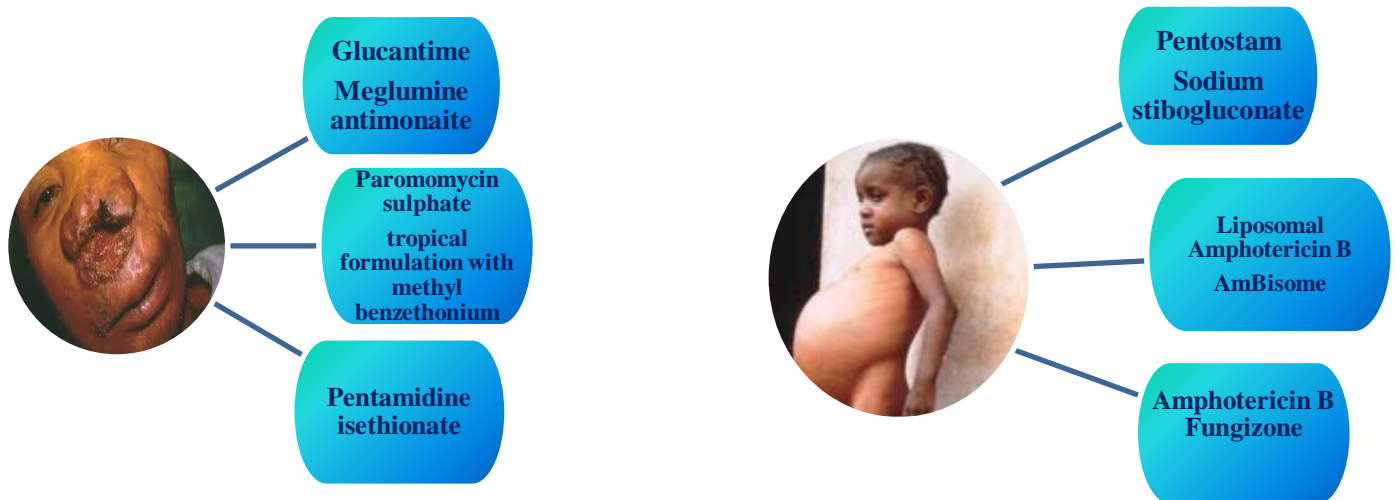 Glucantime
Meglumine
antimonaite
Paromomycin
sulphate
tropical
formulation with
methyl
benzethonium
Pentamidine
isethionate
Pentostam
Sodium
stibogluconate
Liposomal
Amphotericin B
AmBisome
Amphotericin B
Fungizone